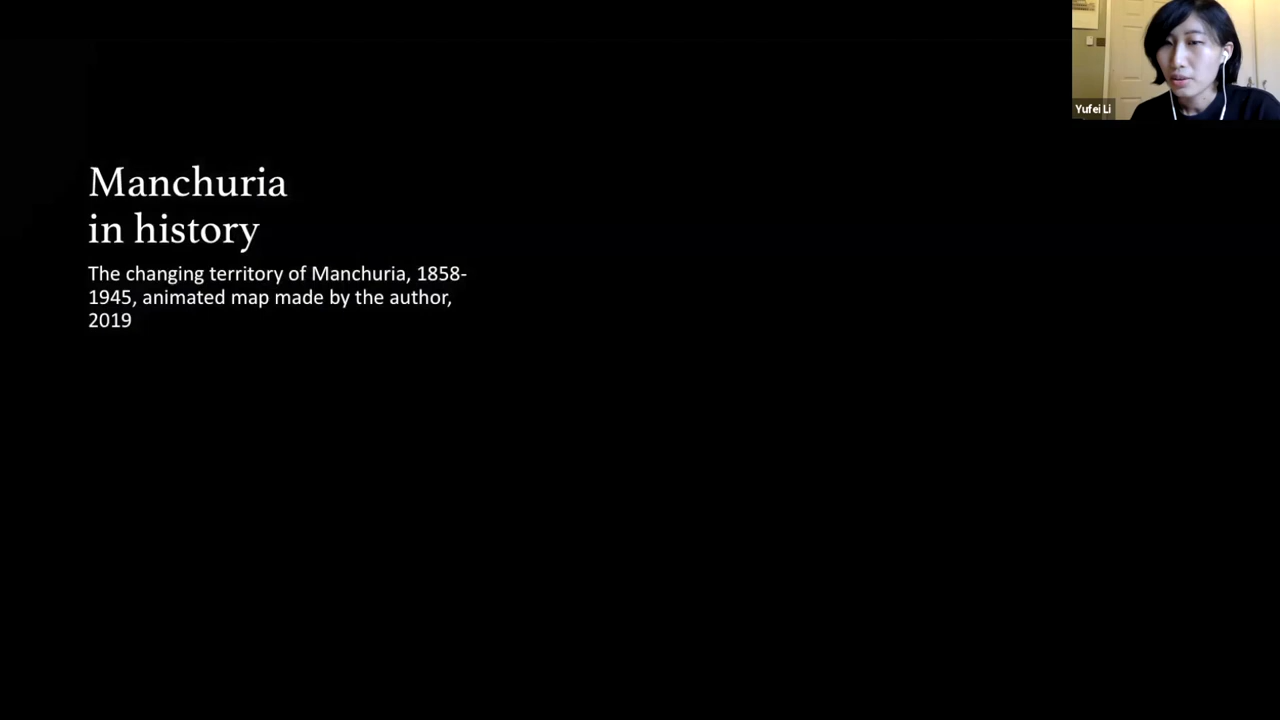 Manchuria
in history
The changing territory of Manchuria, 1858-
1945, animated map made by the author,
2019
Yufei Li